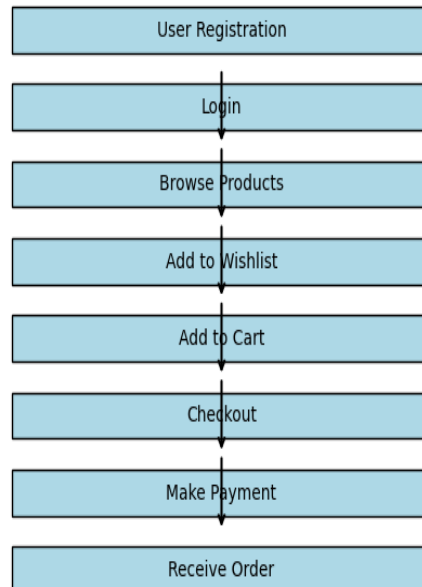 User Registration
Login
Browse Products
Add to Wishlist
Add to Cart
Checkout
Make Payment
Receive Order